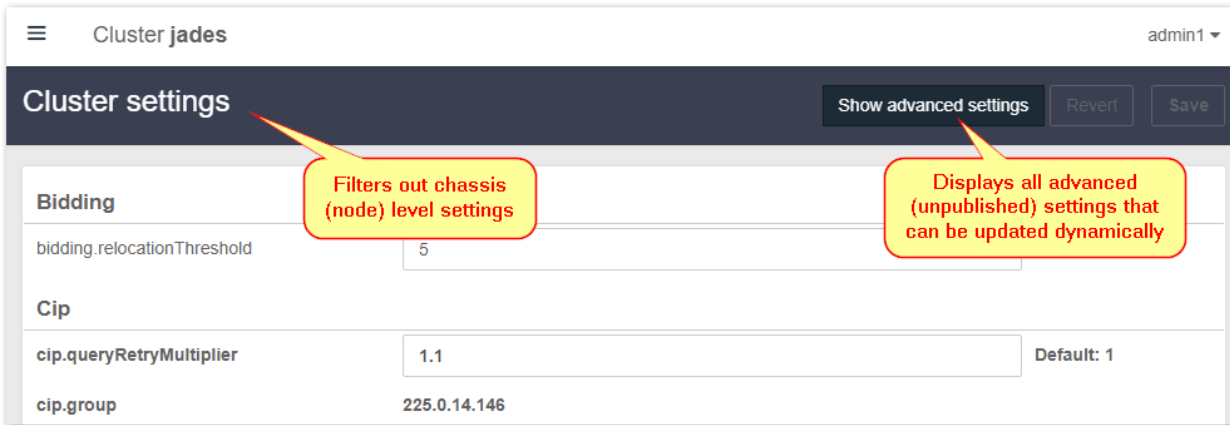 Cluster jades
admin1
Cluster settings
Show advanced settings
Revert
Save
Filters out chassis
(node) level settings
Displays all advanced
(unpublished) settings that
can be updated dynamically
Bidding
bidding.relocationThreshold
5
Cip
cip.queryRetryMultiplier
1.1
Default: 1
cip.group
225.0.14.146